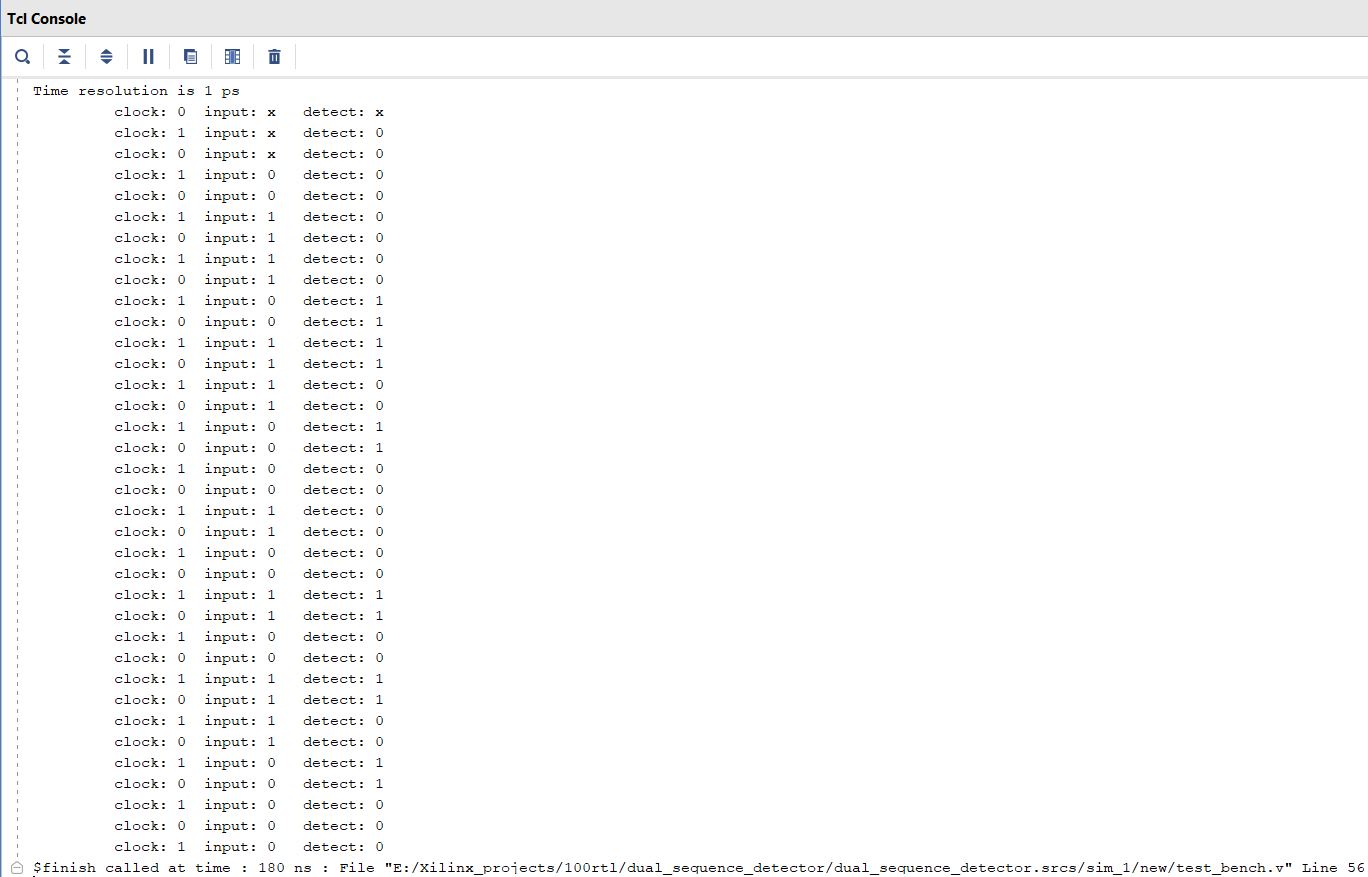 Tcl Console
Time resolution is 1 ps
clock: 0 input: x detect: x
clock: 1 input: x detect: 0
clock: 0 input: x detect: 0
clock: 1 input: 0 detect: 0
clock: 0 input: 0 detect: 0
clock: 1 input: 1 detect: 0
clock: 0 input: 1 detect: 0
clock: 1 input: 1 detect: 0
clock: 0 input: 1 detect: 0
clock: 1 input: 0 detect: 1
clock: 0 input: 0 detect: 1
clock: 1 input: 1 detect: 1
clock: 0 input: 1 detect: 1
clock: 1 input: 1 detect: 0
clock: 0 input: 1 detect: 0
clock: 1 input: 0 detect: 1
clock: 0 input: 0 detect: 1
clock: 1 input: 0 detect: 0
clock: 0 input: 0 detect: 0
clock: 1 input: 1 detect: 0
clock: 0 input: 1 detect: 0
clock: 1 input: 0 detect: 0
clock: 0 input: 0 detect: 0
clock: 1 input: 1 detect: 1
clock: 0 input: 1 detect: 1
clock: 1 input: 0 detect: 0
clock: 0 input: 0 detect: 0
clock: 1 input: 1 detect: 1
clock: 0 input: 1 detect: 1
clock: 1 input: 1 detect: 0
clock: 0 input: 1 detect: 0
clock: 1 input: 0 detect: 1
clock: 0 input: 0 detect: 1
clock: 1 input: 0 detect: 0
clock: 0 input: 0 detect: 0
clock: 1 input: 0 detect: 0
$finish called at time : 180 ns : File "E:/Xilinx_projects/100rtl/dual_sequence_detector/dual_sequence_detector.srcs/sim_1/new/test_bench.v" Line 56